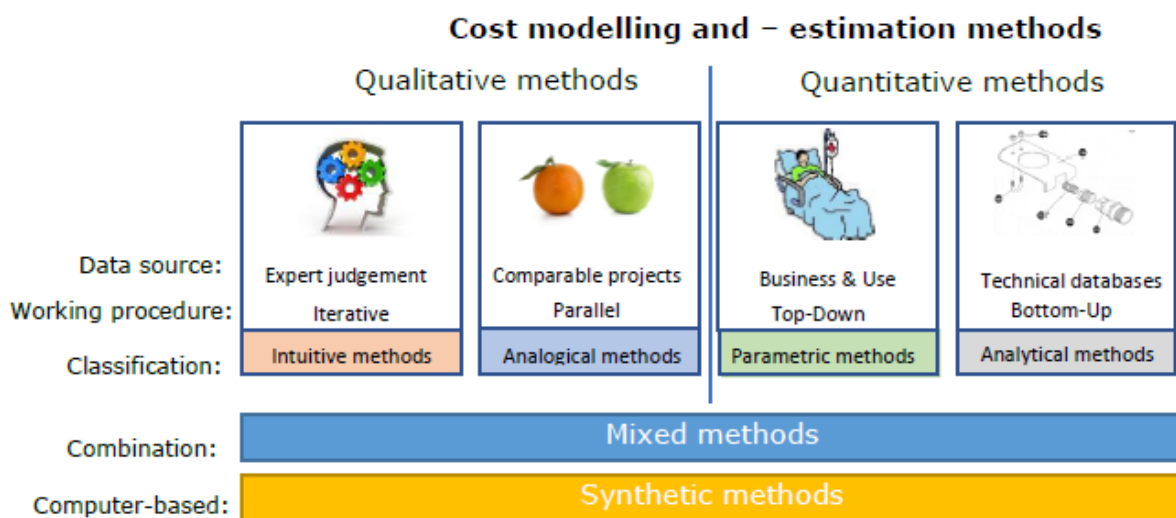 Cost modelling and – estimation methods
Qualitative methods
Quantitative methods
Data source:
Expert judgement
Comparable projects
Business & Use
Technical databases
Working procedure:
Iterative
Parallel
Top-Down
Bottom-Up
Classification:
Intuitive methods
Analogical methods
Parametric methods
Analytical methods
Combination:
Mixed methods
Computer-based:
Synthetic methods